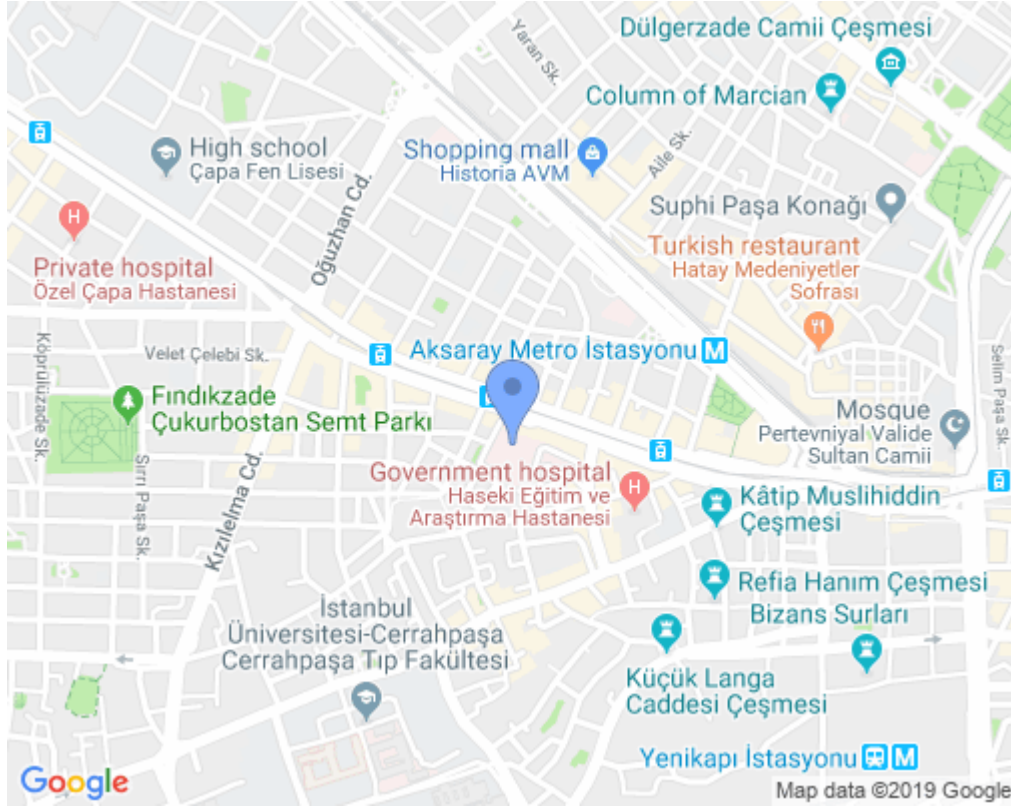 Dülgerzade Camii Çeşmesi
Yaran Sk.
Column of Marcian
High school
Çapa Fen Lisesi
Shopping mall
Historia AVM
Aile Sk.
Oğuzhan Cd.
Suphi Paşa Konağı
H
Private hospital
Özel Çapa Hastanesi
Turkish restaurant
Hatay Medeniyetler
Sofrası
Köprülüzade Sk.
Velet Çelebi Sk.
Aksaray Metro İstasyonu M
Selim Paşa Sk.
Fındıkzade
Çukurbostan Semt Parkı
Mosque
Pertevniyal Valide
Sultan Camii
Sırrı Paşa Sk.
Kızılelma Cd.
Government hospital
Haseki Eğitim ve
Araştırma Hastanesi
H
Kâtip Muslihiddin
Çeşmesi
Refia Hanım Çeşmesi
Bizans Surları
İstanbul
Üniversitesi-Cerrahpaşa
Cerrahpaşa Tıp Fakültesi
Küçük Langa
Caddesi Çeşmesi
Yenikapı İstasyonu M
Google
Map data ©2019 Google